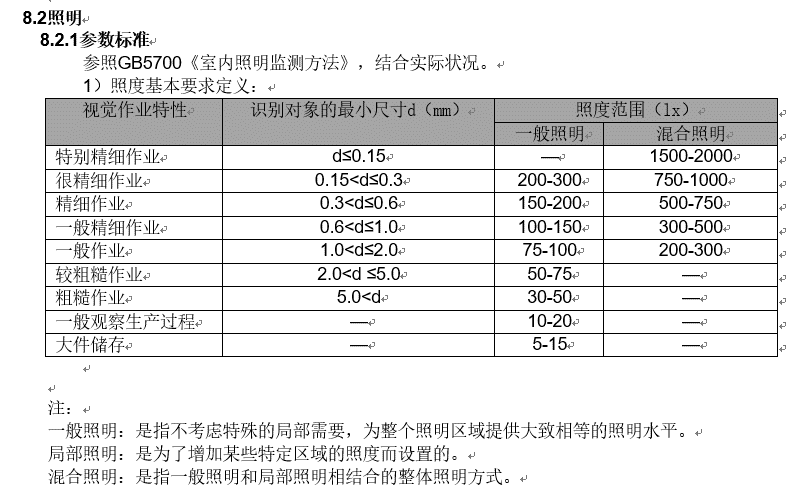 8.2照明
8.2.1参数标准
参照GB5700《室内照明监测方法》，结合实际状况。
1）照度基本要求定义：
视觉作业特性 识别对象的最小尺寸d（mm） 照度范围（lx）
一般照明 混合照明
特别精细作业 d≤0.15 — 1500-2000
很精细作业 0.15<d≤0.3 200-300 750-1000
精细作业 0.3<d≤0.6 150-200 500-750
一般精细作业 0.6<d≤1.0 100-150 300-500
一般作业 1.0<d≤2.0 75-100 200-300
较粗糙作业 2.0<d ≤5.0 50-75 —
粗糙作业 5.0<d 30-50 —
一般观察生产过程 — 10-20 —
大件储存 — 5-15 —
注：
一般照明：是指不考虑特殊的局部需要，为整个照明区域提供大致相等的照明水平。
局部照明：是为了增加某些特定区域的照度而设置的。
混合照明：是指一般照明和局部照明相结合的整体照明方式。